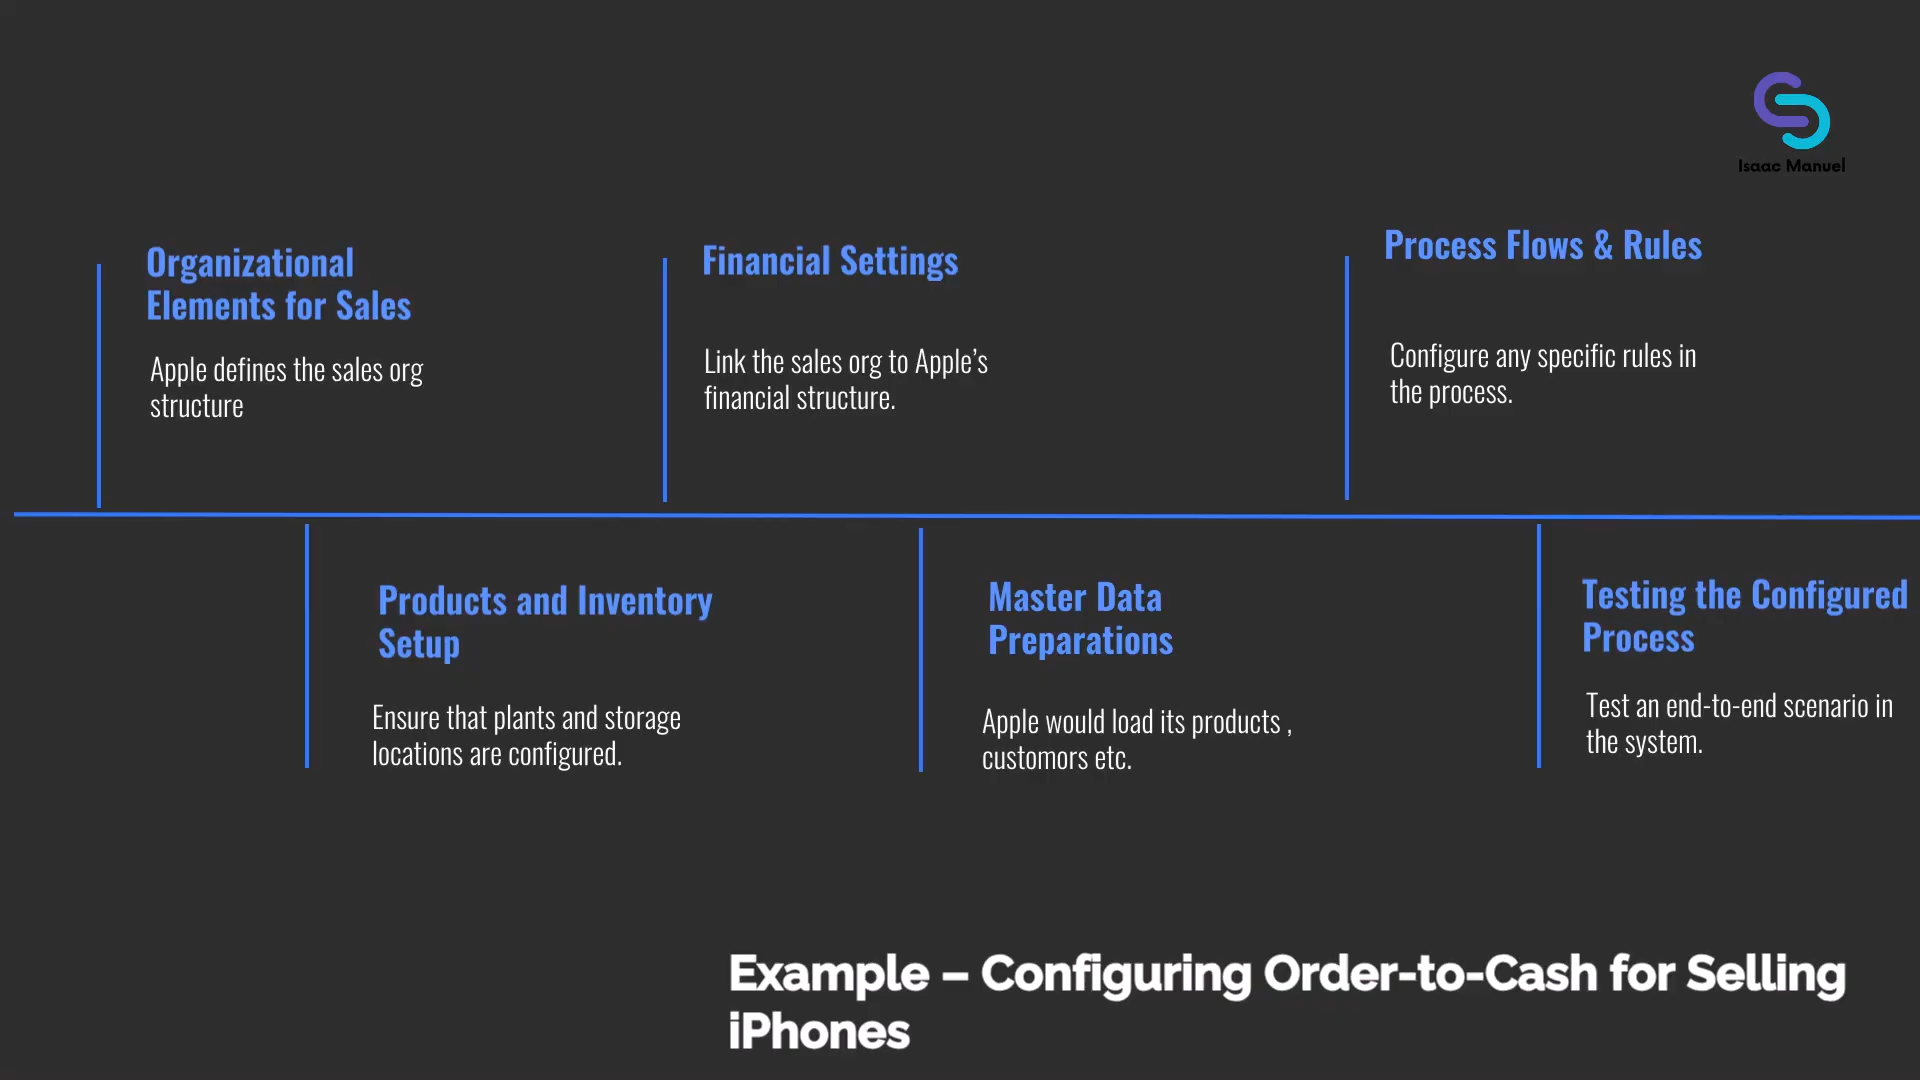 Isaac Manuel
Organizational
Elements for Sales
Apple defines the sales org
structure
Products and Inventory
Setup
Ensure that plants and storage
locations are configured.
Financial Settings
Link the sales org to Apple’s
financial structure.
Master Data
Preparations
Apple would load its products ,
customors etc.
Process Flows & Rules
Configure any specific rules in
the process.
Testing the Configured
Process
Test an end-to-end scenario in
the system.
Example – Configuring Order-to-Cash for Selling
iPhones